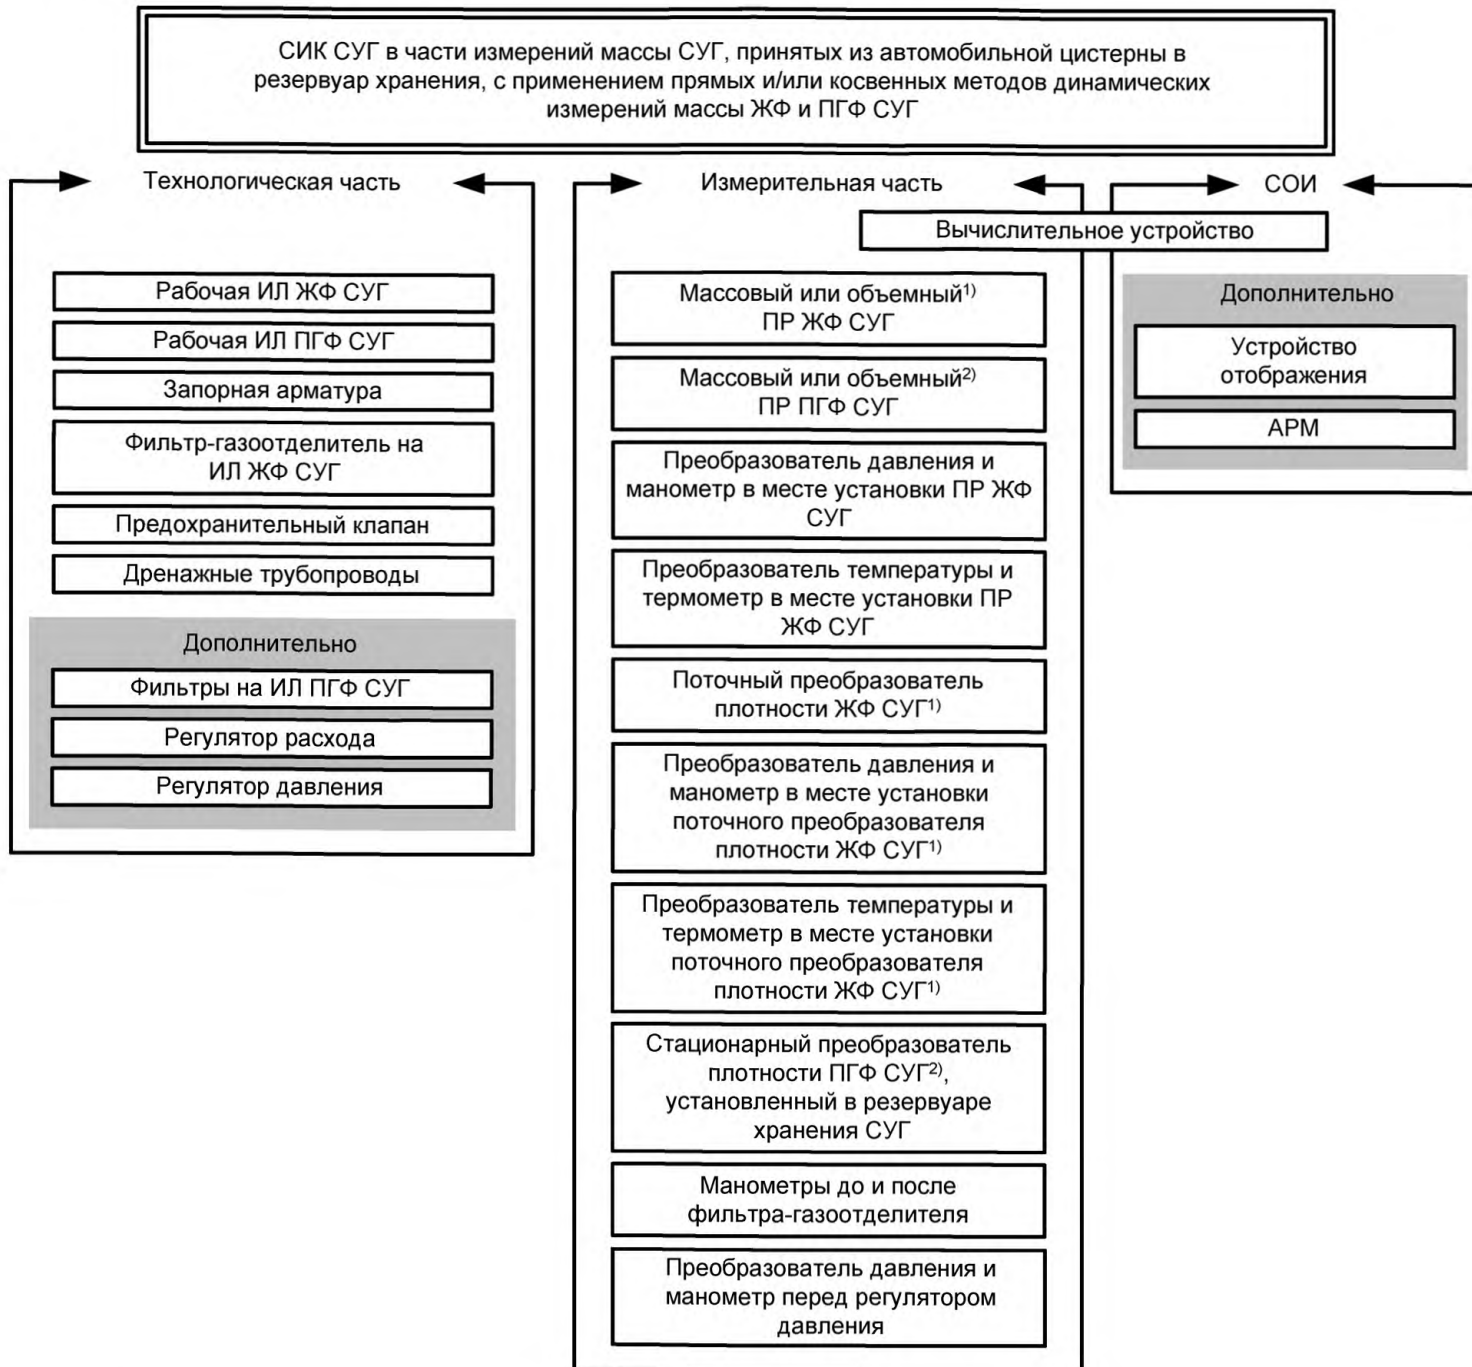 СИК СУГ в части измерений массы СУГ, принятых из автомобильной цистерны в
резервуар хранения, с применением прямых и/или косвенных методов динамических
измерений массы ЖФ и ПГФ СУГ
Технологическая часть
Рабочая ИЛ ЖФ СУГ
Рабочая ИЛ ПГФ СУГ
Запорная арматура
Фильтр-газоотделитель на
ИЛ ЖФ СУГ
Предохранительный клапан
Дренажные трубопроводы
Дополнительно
Фильтры на ИЛ ПГФ СУГ
Регулятор расхода
Регулятор давления
Измерительная часть
Вычислительное устройство
Массовый или объемный¹⁾
ПР ЖФ СУГ
Массовый или объемный²⁾
ПР ПГФ СУГ
Преобразователь давления и
манометр в месте установки ПР ЖФ
СУГ
Преобразователь температуры и
термометр в месте установки ПР
ЖФ СУГ
Поточный преобразователь
плотности ЖФ СУГ¹⁾
Преобразователь давления и
манометр в месте установки
поточного преобразователя
плотности ЖФ СУГ¹⁾
Преобразователь температуры и
термометр в месте установки
поточного преобразователя
плотности ЖФ СУГ¹⁾
Стационарный преобразователь
плотности ПГФ СУГ²⁾,
установленный в резервуаре
хранения СУГ
Манометры до и после
фильтра-газоотделителя
Преобразователь давления и
манометр перед регулятором
давления
СОИ
Дополнительно
Устройство
отображения
АРМ